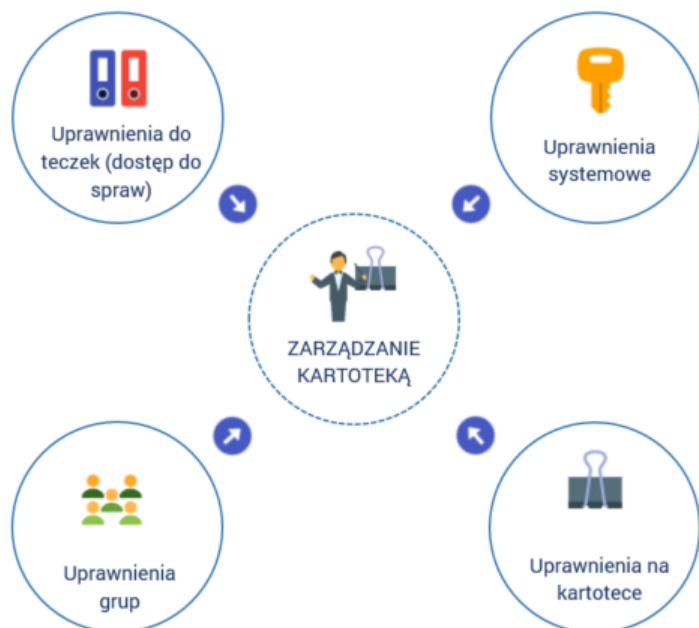 Uprawnienia do
teczek (dostęp do
spraw)
Uprawnienia
systemowe
ZARZĄDZANIE
KARTOTEKĄ
Uprawnienia
grup
Uprawnienia na
kartotece